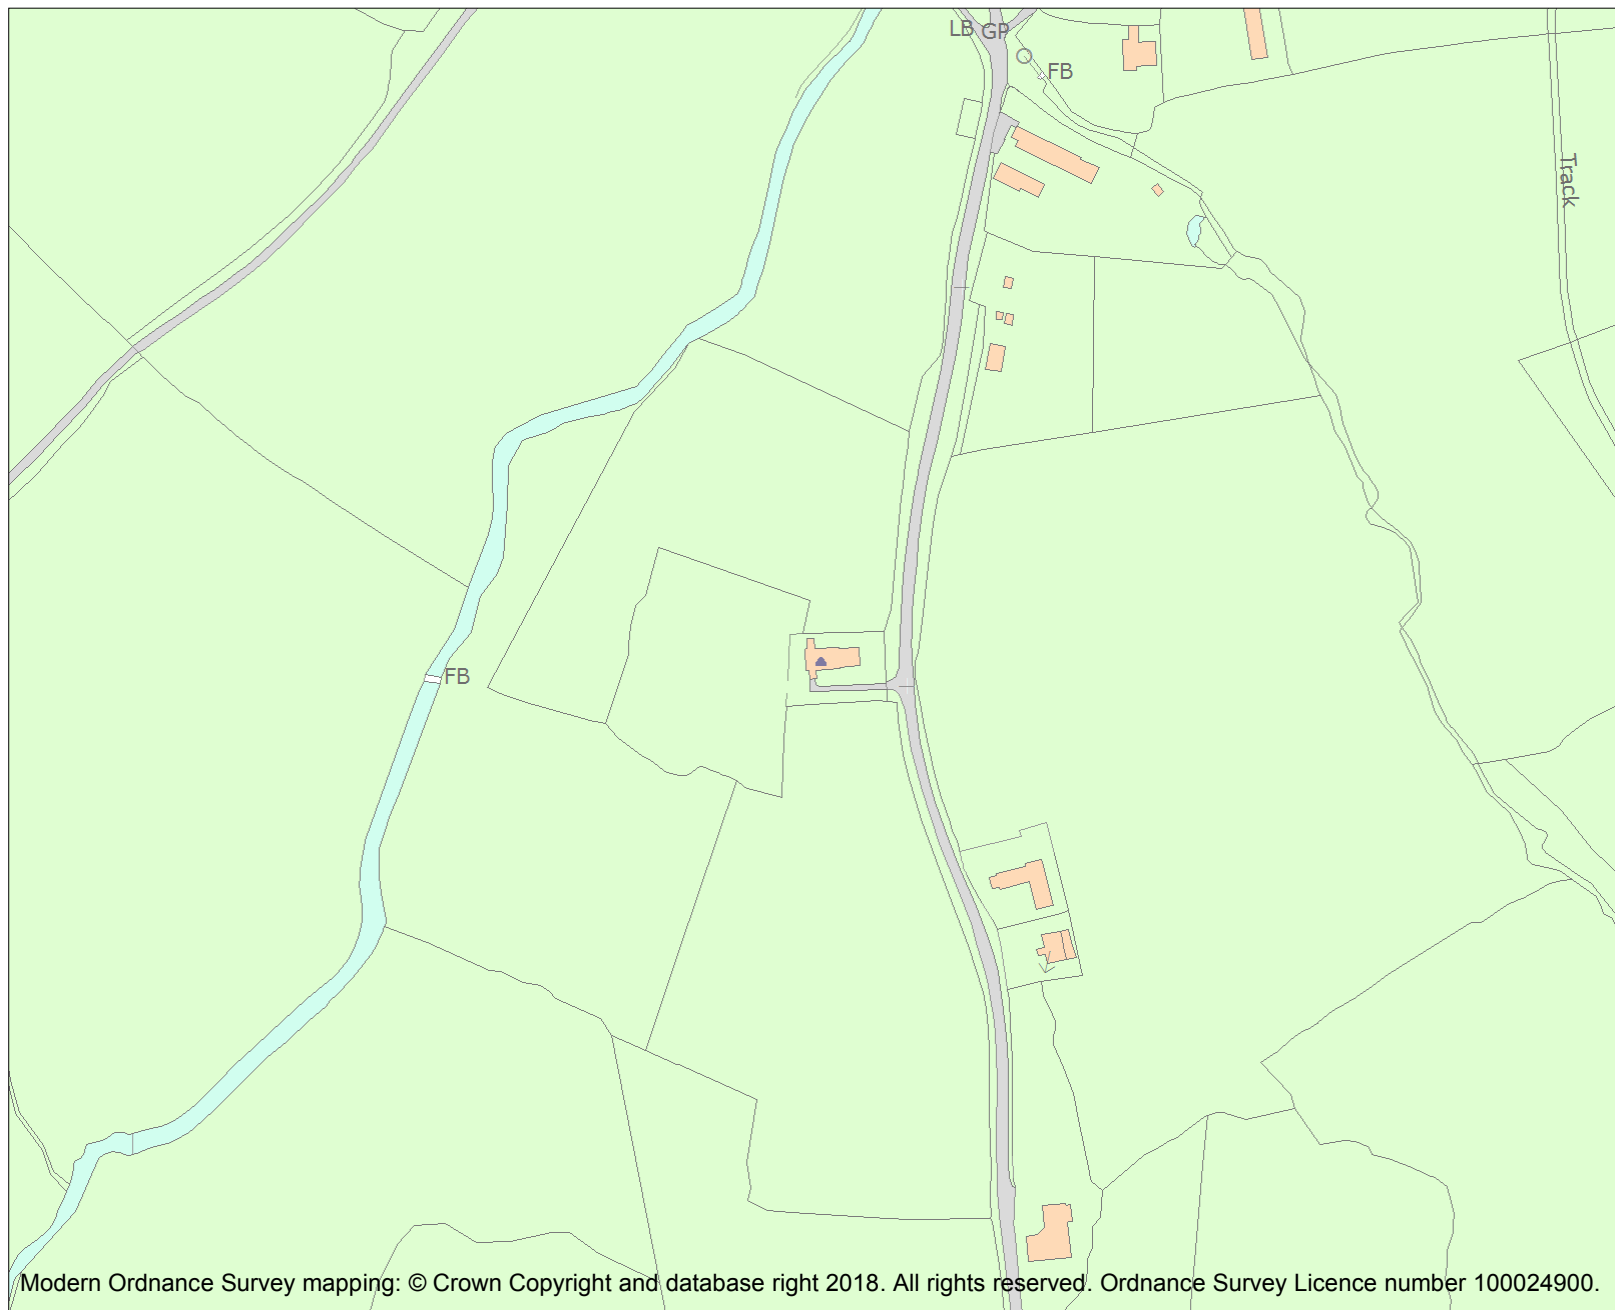 LB GP
FB
Track
FB
Modern Ordnance Survey mapping: © Crown Copyright and database right 2018. All rights reserved. Ordnance Survey Licence number 100024900.